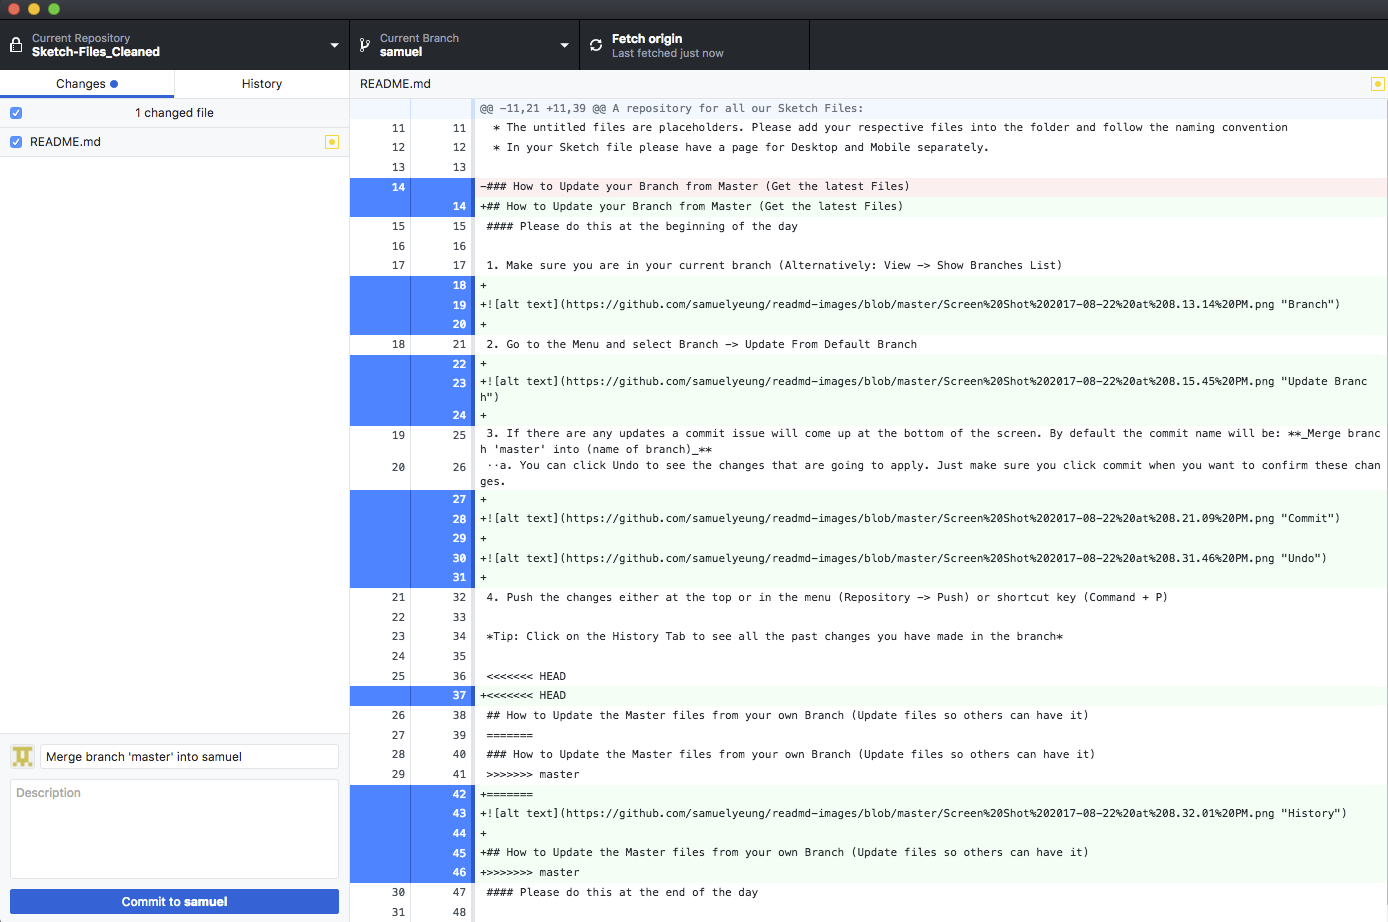 Current Repository
Sketch-Files_Cleaned
Current Branch
samuel
Fetch origin
Last fetched just now
Changes
History
README.md
1 changed file
README.md
@@ -11,21 +11,39 @@ A repository for all our Sketch Files:
11 11 * The untitled files are placeholders. Please add your respective files into the folder and follow the naming convention
12 12 * In your Sketch file please have a page for Desktop and Mobile separately.
13 13
14 -### How to Update your Branch from Master (Get the latest Files)
14 +## How to Update your Branch from Master (Get the latest Files)
15 15 #### Please do this at the beginning of the day
16 16
17 17 1. Make sure you are in your current branch (Alternatively: View -> Show Branches List)
18 +
19 +![alt text](https://github.com/samuelyeung/readmd-images/blob/master/Screen%20Shot%202017-08-22%20at%208.13.14%20PM.png "Branch")
20 +
18 21 2. Go to the Menu and select Branch -> Update From Default Branch
22 +
23 +![alt text](https://github.com/samuelyeung/readmd-images/blob/master/Screen%20Shot%202017-08-22%20at%208.15.45%20PM.png "Update Branc
h")
24 +
19 25 3. If there are any updates a commit issue will come up at the bottom of the screen. By default the commit name will be: **_Merge branc
h 'master' into (name of branch)_**
20 26 ··a. You can click Undo to see the changes that are going to apply. Just make sure you click commit when you want to confirm these chan
ges.
27 +
28 +![alt text](https://github.com/samuelyeung/readmd-images/blob/master/Screen%20Shot%202017-08-22%20at%208.21.09%20PM.png "Commit")
29 +
30 +![alt text](https://github.com/samuelyeung/readmd-images/blob/master/Screen%20Shot%202017-08-22%20at%208.31.46%20PM.png "Undo")
31 +
21 32 4. Push the changes either at the top or in the menu (Repository -> Push) or shortcut key (Command + P)
22 33
23 34 *Tip: Click on the History Tab to see all the past changes you have made in the branch*
24 35
25 36 <<<<<<< HEAD
37 +<<<<<<< HEAD
26 38 ## How to Update the Master files from your own Branch (Update files so others can have it)
27 39 =======
28 40 ### How to Update the Master files from your own Branch (Update files so others can have it)
29 41 >>>>>>> master
42 +=======
43 +![alt text](https://github.com/samuelyeung/readmd-images/blob/master/Screen%20Shot%202017-08-22%20at%208.32.01%20PM.png "History")
44 +
45 +## How to Update the Master files from your own Branch (Update files so others can have it)
46 +>>>>>>> master
30 47 #### Please do this at the end of the day
31 48
Merge branch 'master' into samuel
Description
Commit to samuel